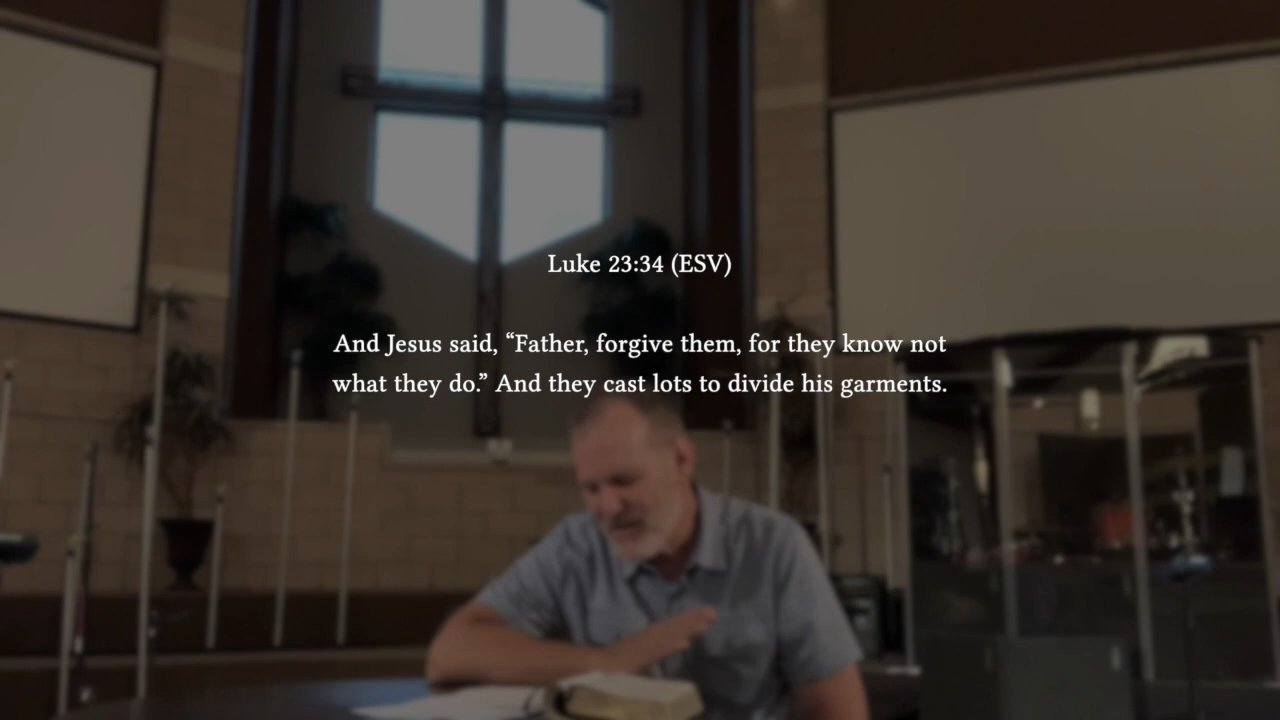 Luke 23:34 (ESV)
And Jesus said, “Father, forgive them, for they know not
what they do.” And they cast lots to divide his garments.